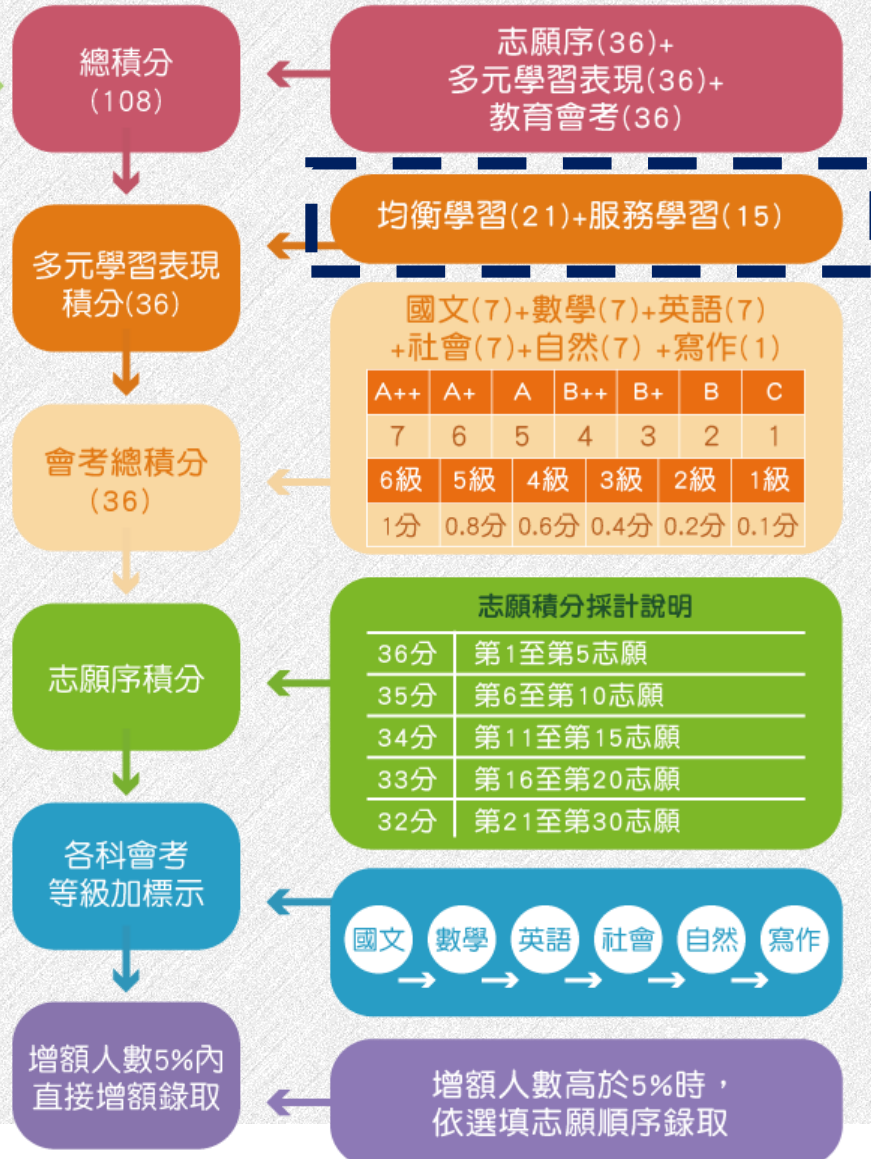 總積分
(108)
志願序(36)+
多元學習表現(36)+
教育會考(36)
多元學習表現
積分(36)
均衡學習(21)+服務學習(15)
會考總積分
(36)
國文(7)+數學(7)+英語(7)
+社會(7)+自然(7) +寫作(1)
A++ A+ A B++ B+ B C
7 6 5 4 3 2 1
6級 5級 4級 3級 2級 1級
1分 0.8分 0.6分 0.4分 0.2分 0.1分
志願序積分
志願積分採計說明
36分 第1至第5志願
35分 第6至第10志願
34分 第11至第15志願
33分 第16至第20志願
32分 第21至第30志願
各科會考
等級加標示
國文 數學 英語 社會 自然 寫作
增額人數5%內
直接增額錄取
增額人數高於5%時，
依選填志願順序錄取